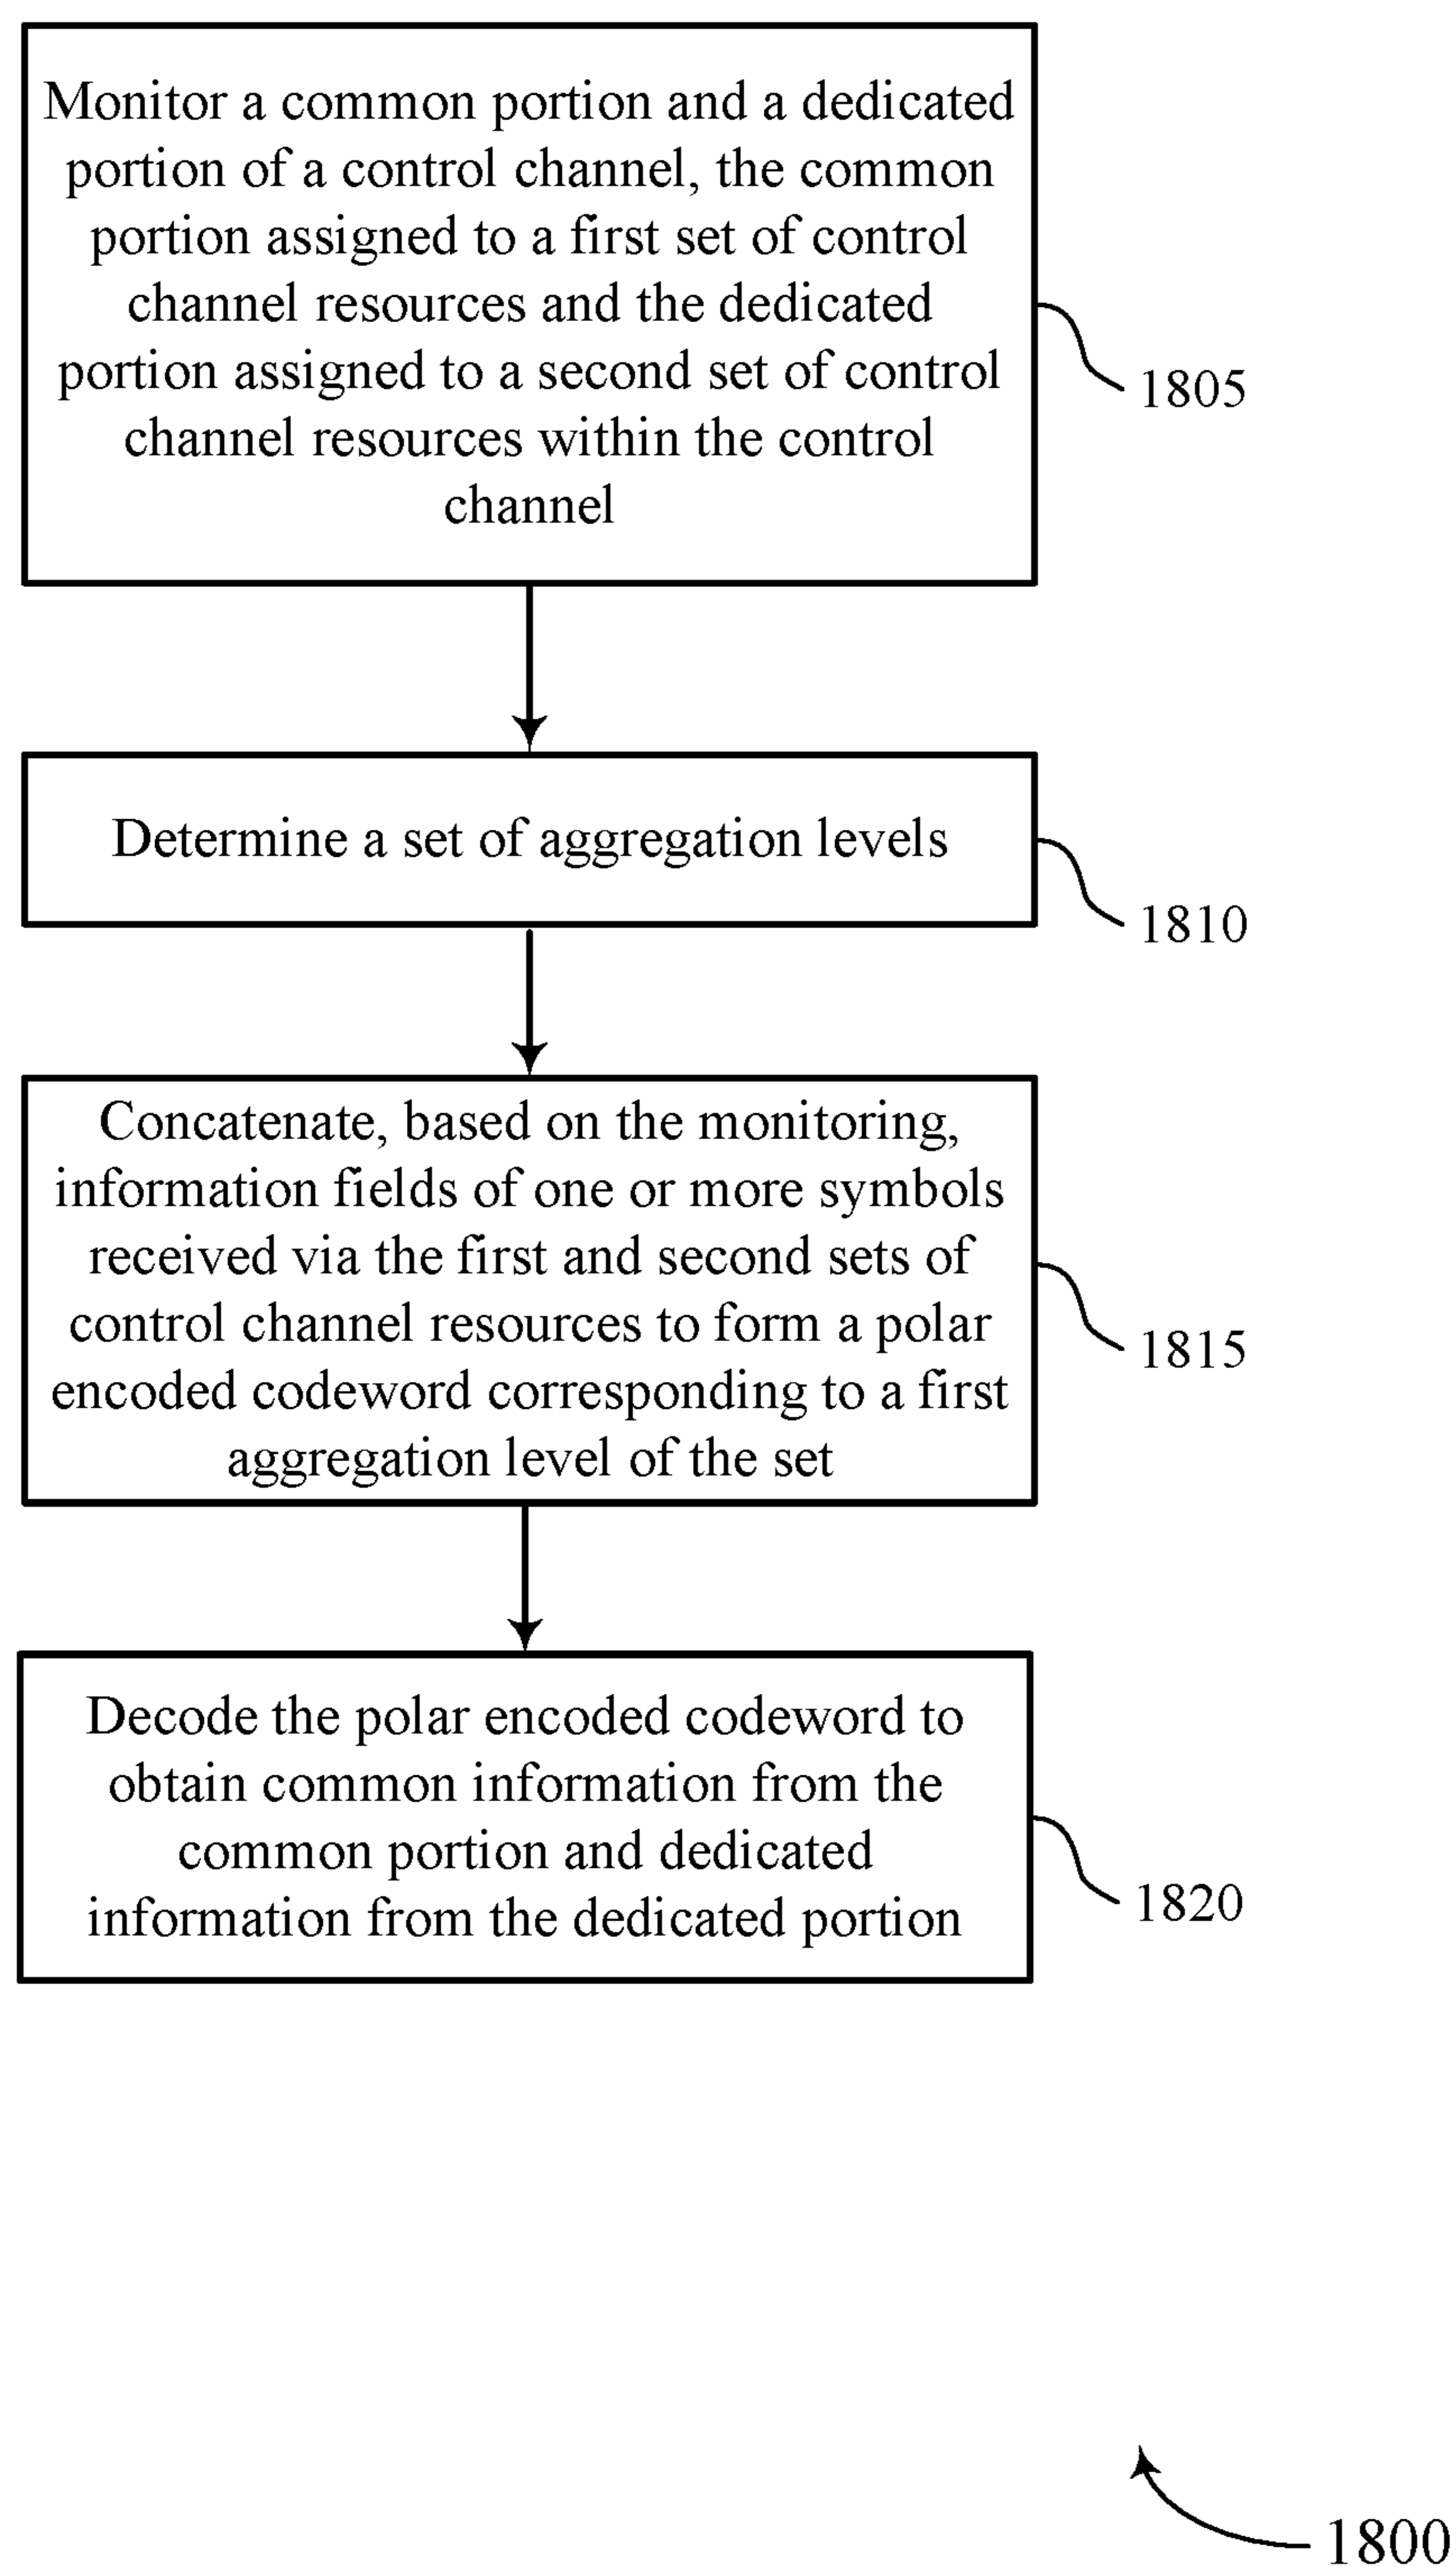 Monitor a common portion and a dedicated
portion of a control channel, the common
portion assigned to a first set of control
channel resources and the dedicated
portion assigned to a second set of control
channel resources within the control
channel
1805
Determine a set of aggregation levels
1810
Concatenate, based on the monitoring,
information fields of one or more symbols
received via the first and second sets of
control channel resources to form a polar
encoded codeword corresponding to a first
aggregation level of the set
1815
Decode the polar encoded codeword to
obtain common information from the
common portion and dedicated
information from the dedicated portion
1820
1800